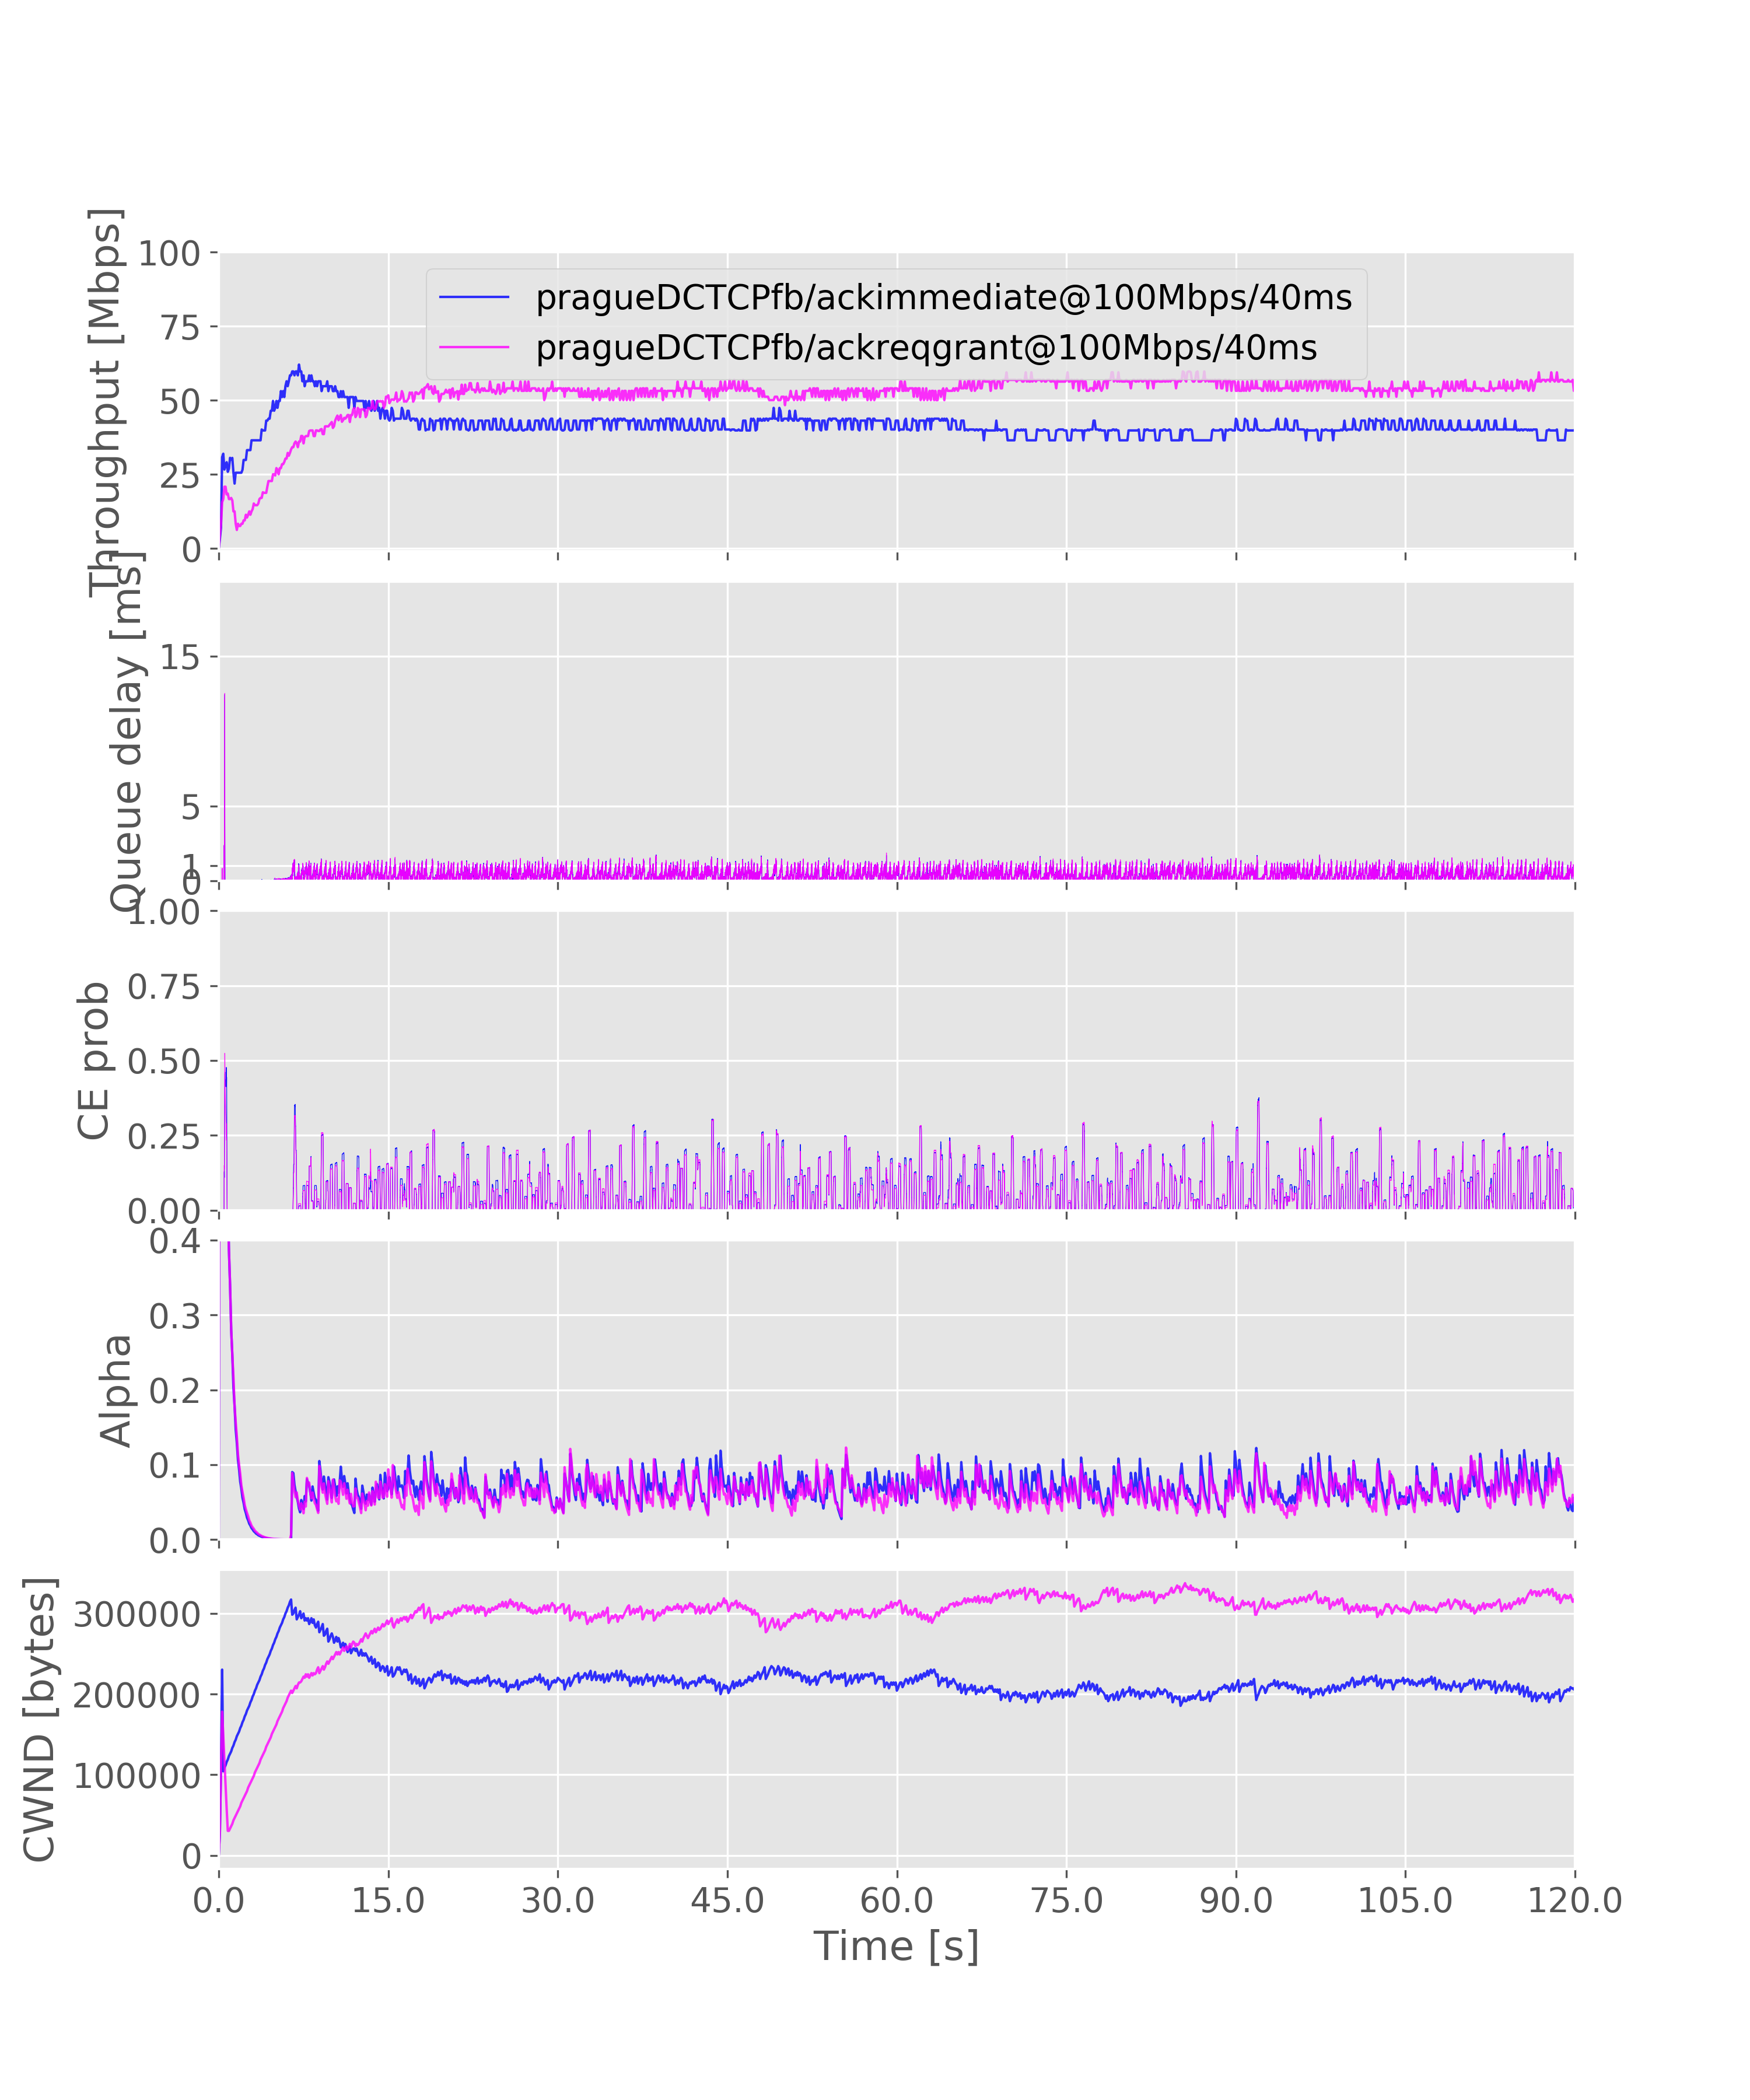 Throughput [Mbps]
100
75
50
25
0
pragueDCTCPfb/ackimmediate@100Mbps/40ms
pragueDCTCPfb/ackreqgrant@100Mbps/40ms
Queue delay [ms]
15
5
1
0
CE prob
1.00
0.75
0.50
0.25
0.00
Alpha
0.4
0.3
0.2
0.1
0.0
CWND [bytes]
300000
200000
100000
0
0.0 15.0 30.0 45.0 60.0 75.0 90.0 105.0 120.0
Time [s]